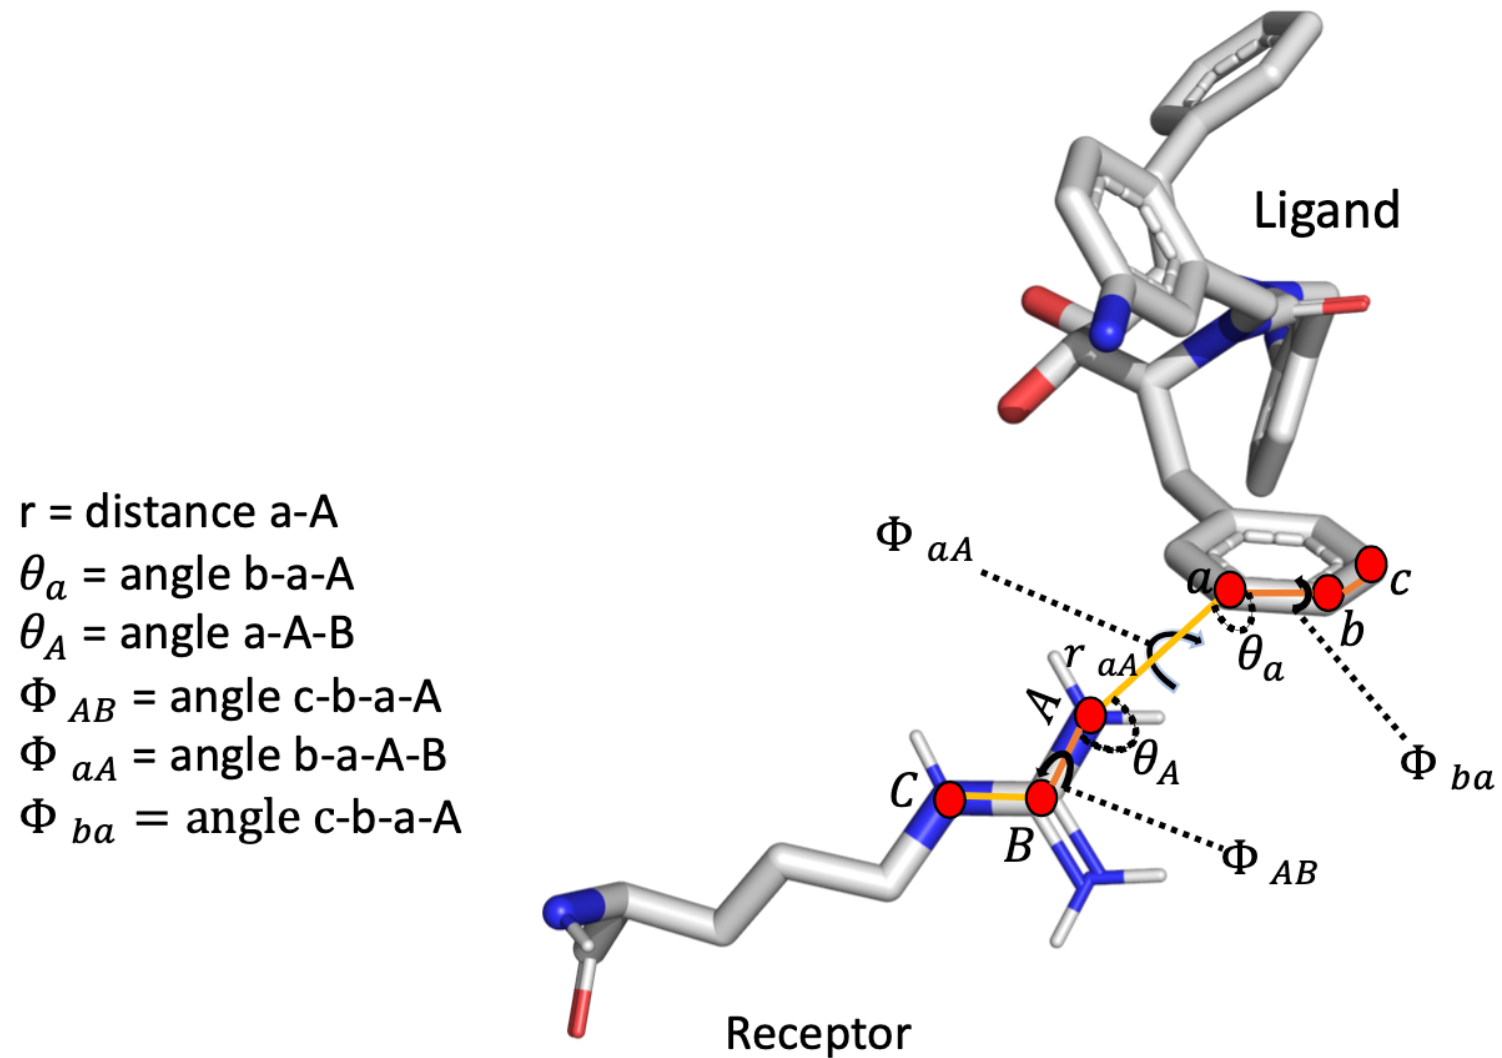 Ligand
r = distance a-A
θa = angle b-a-A
θA = angle a-A-B
Φ AB = angle c-b-a-A
Φ aA = angle b-a-A-B
Φ ba = angle c-b-a-A
Φ aA
a
b
c
θa
r aA
A
θA
Φ ba
C
B
Φ AB
Receptor